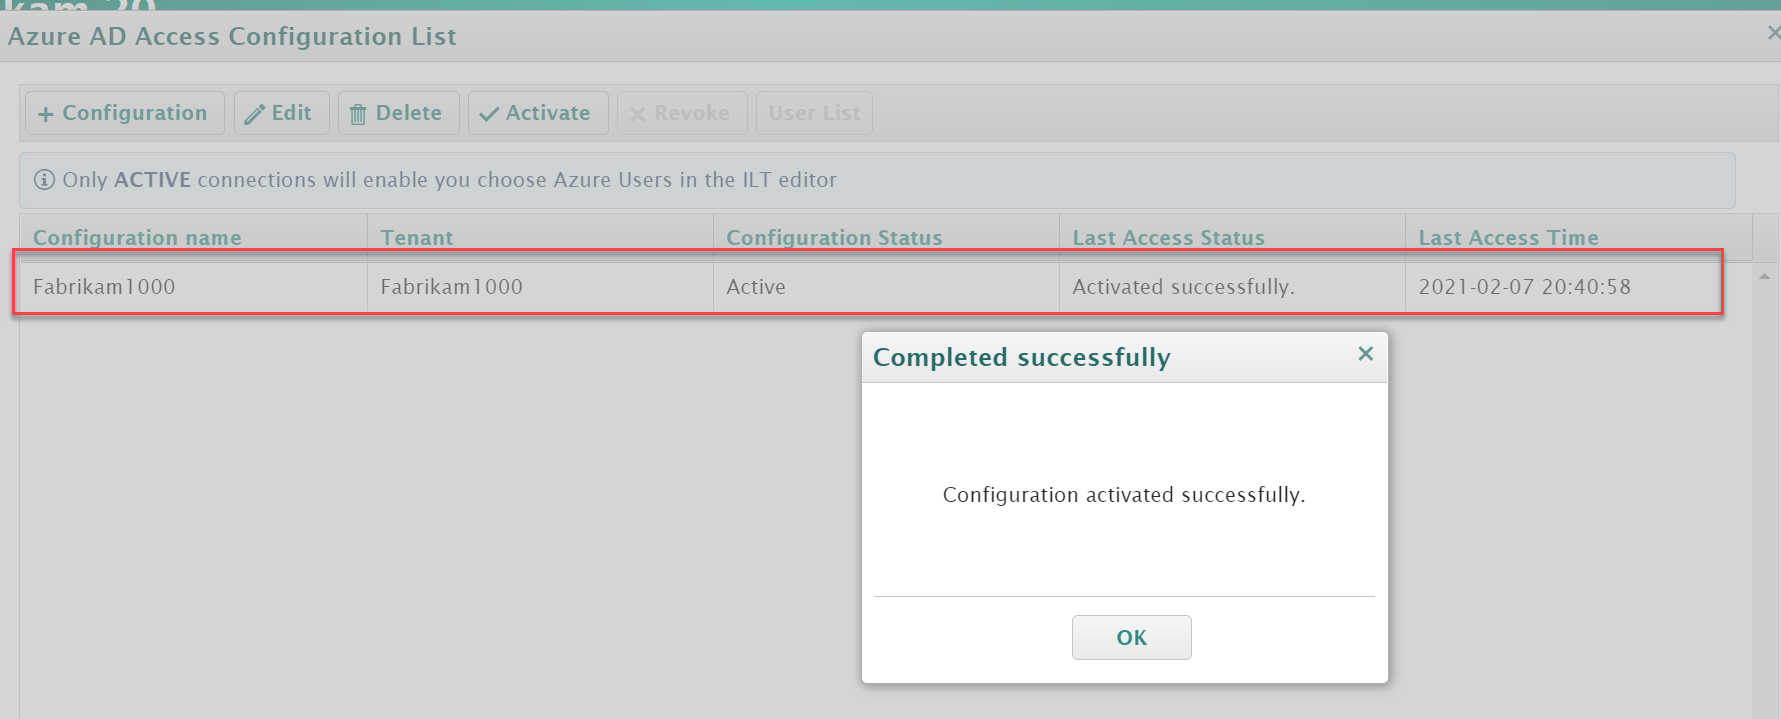 Azure AD Access Configuration List
Configuration Edit Delete Activate Revoke User List
Only ACTIVE connections will enable you choose Azure Users in the ILT editor
Configuration name Tenant Configuration Status Last Access Status Last Access Time
Fabrikam1000 Fabrikam1000 Active Activated successfully. 2021-02-07 20:40:58
Completed successfully
Configuration activated successfully.
OK